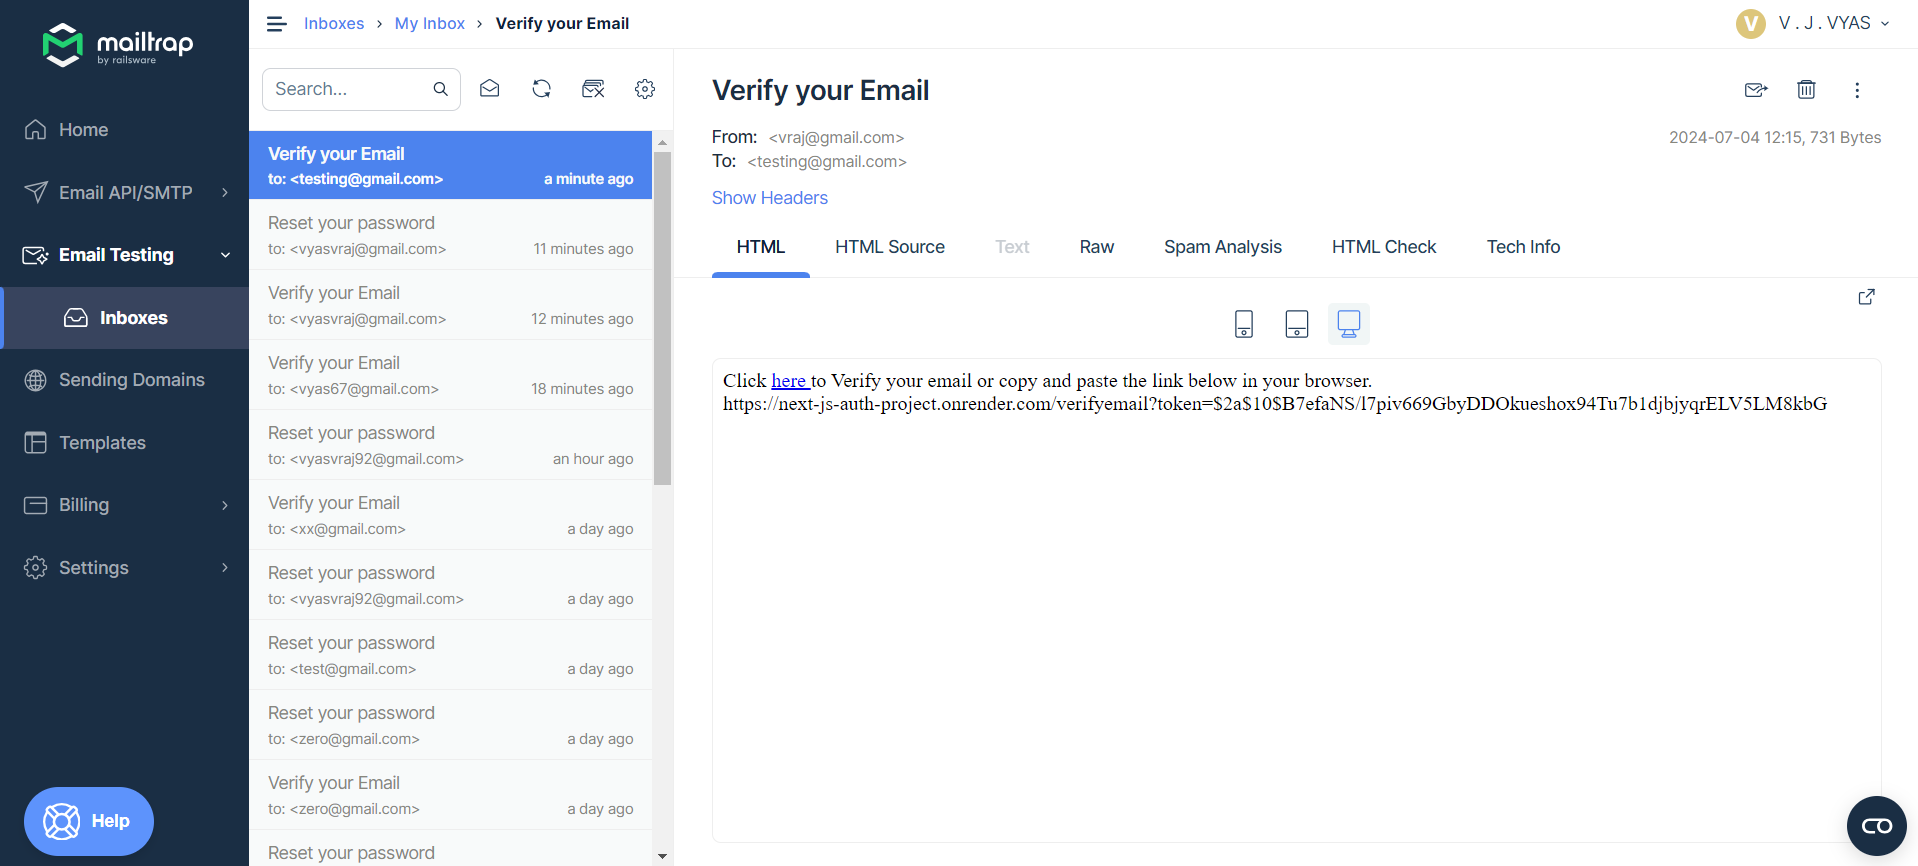 mailtrap
by railsware
Home
Email API/SMTP
Email Testing
Inboxes
Sending Domains
Templates
Billing
Settings
Help
Inboxes › My Inbox › Verify your Email
V . J . VYAS
V
Search...
Verify your Email
to: <testing@gmail.com> a minute ago
Reset your password
to: <vyasvraj@gmail.com> 11 minutes ago
Verify your Email
to: <vyasvraj@gmail.com> 12 minutes ago
Verify your Email
to: <vyas67@gmail.com> 18 minutes ago
Reset your password
to: <vyasvraj92@gmail.com> an hour ago
Verify your Email
to: <xx@gmail.com> a day ago
Reset your password
to: <vyasvraj92@gmail.com> a day ago
Reset your password
to: <test@gmail.com> a day ago
Reset your password
to: <zero@gmail.com> a day ago
Verify your Email
to: <zero@gmail.com> a day ago
Reset your password
Verify your Email
From: <vraj@gmail.com>
2024-07-04 12:15, 731 Bytes
To: <testing@gmail.com>
Show Headers
HTML HTML Source Text Raw Spam Analysis HTML Check Tech Info
Click here to Verify your email or copy and paste the link below in your browser.
https://next-js-auth-project.onrender.com/verifyemail?token=$2a$10$B7efaNS/l7piv669GbyDDOkueshox94Tu7b1djbjyqrELV5LM8kbG